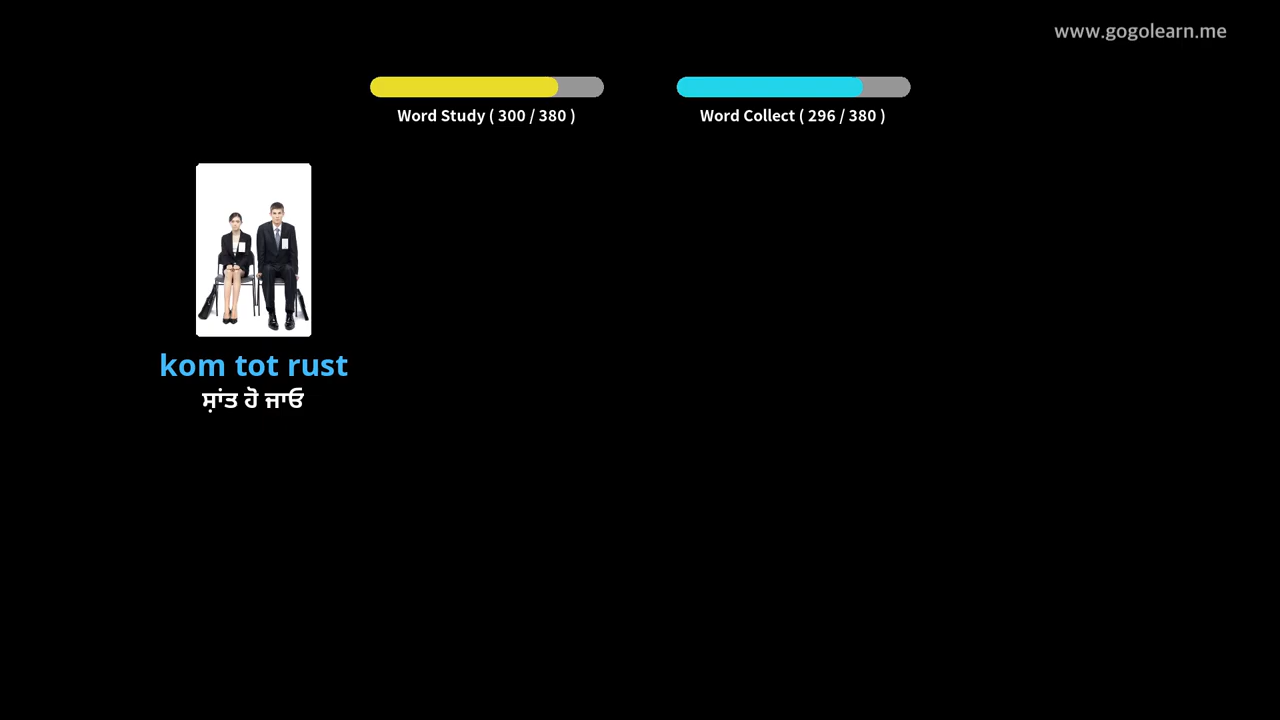 www.gogolearn.me
Word Study ( 300 / 380 )
Word Collect ( 296 / 380 )
kom tot rust
ਸ਼ਾਂਤ ਹੋ ਜਾਓ